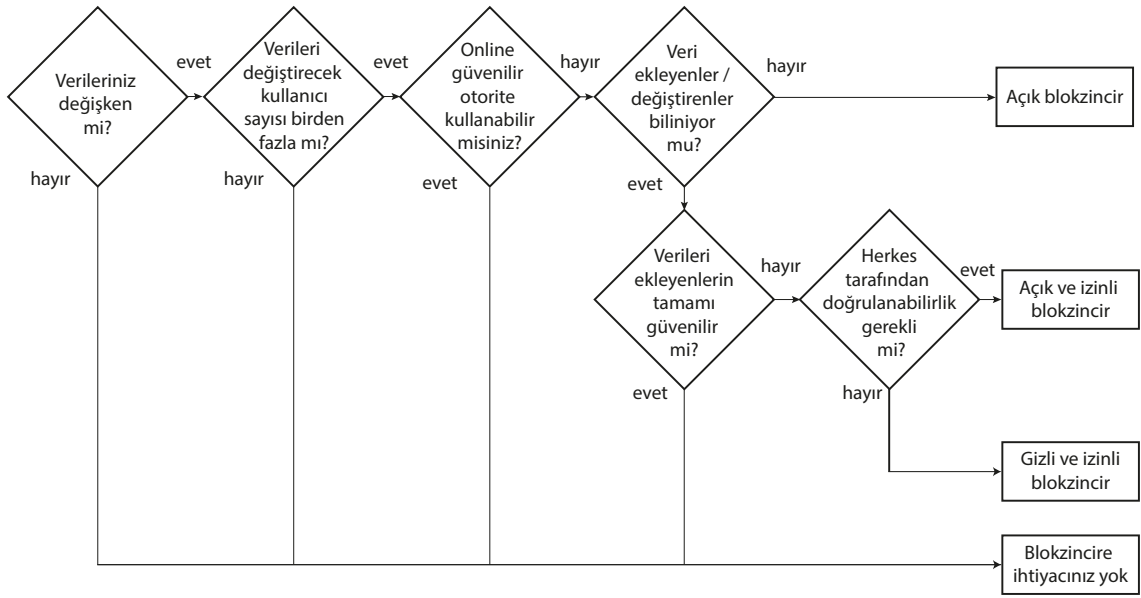 Verileriniz
değişken
mi?
evet
hayır
Verileri
değiştirecek
kullanıcı
sayısı birden
fazla mı?
evet
hayır
Online
güvenilir
otorite
kullanabilir
misiniz?
hayır
evet
Veri
ekleyenler /
değiştirenler
biliniyor
mu?
hayır
evet
Açık blokzincir
Verileri
ekleyenlerin
tamamı
güvenilir
mi?
hayır
evet
Herkes
tarafından
doğrulanabilirlik
gerekli
mi?
evet
hayır
Açık ve izinli
blokzincir
Gizli ve izinli
blokzincir
Blokzincire
ihtiyacınız yok